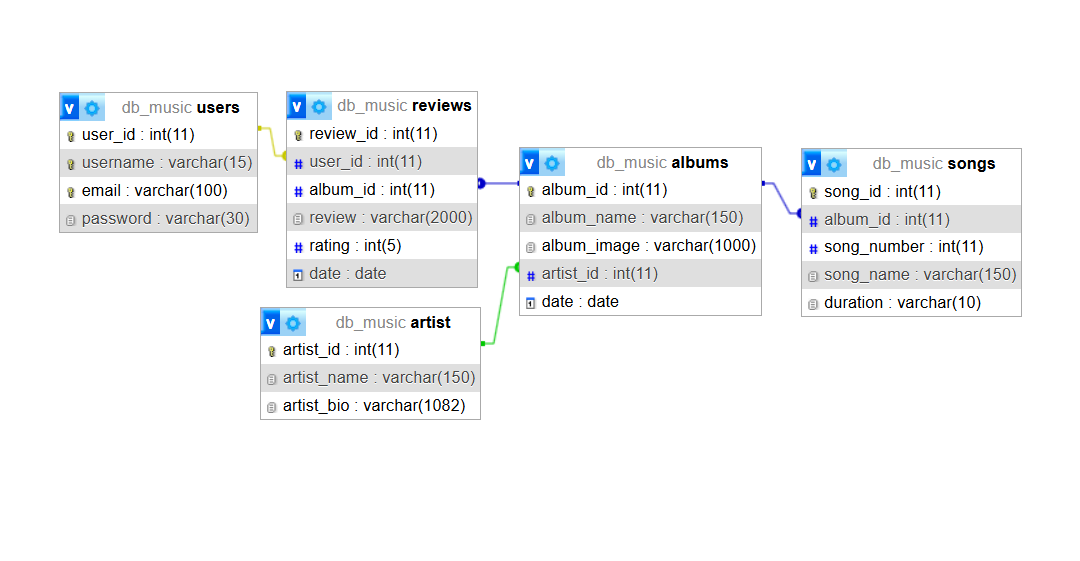 db_music users
user_id : int(11)
username : varchar(15)
email : varchar(100)
password : varchar(30)
db_music reviews
review_id : int(11)
user_id : int(11)
album_id : int(11)
review : varchar(2000)
rating : int(5)
date : date
db_music albums
album_id : int(11)
album_name : varchar(150)
album_image : varchar(1000)
artist_id : int(11)
date : date
db_music songs
song_id : int(11)
album_id : int(11)
song_number : int(11)
song_name : varchar(150)
duration : varchar(10)
db_music artist
artist_id : int(11)
artist_name : varchar(150)
artist_bio : varchar(1082)